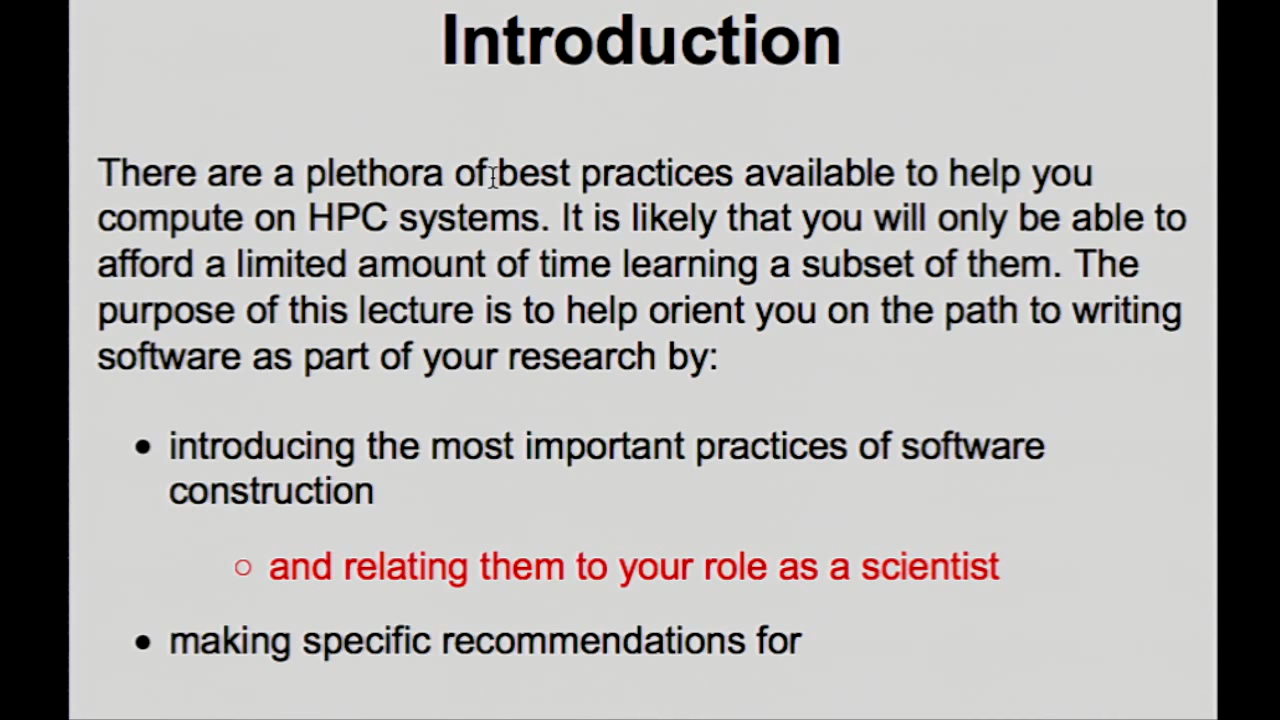 Introduction
There are a plethora of best practices available to help you
compute on HPC systems. It is likely that you will only be able to
afford a limited amount of time learning a subset of them. The
purpose of this lecture is to help orient you on the path to writing
software as part of your research by:
• introducing the most important practices of software
construction
○ and relating them to your role as a scientist
• making specific recommendations for